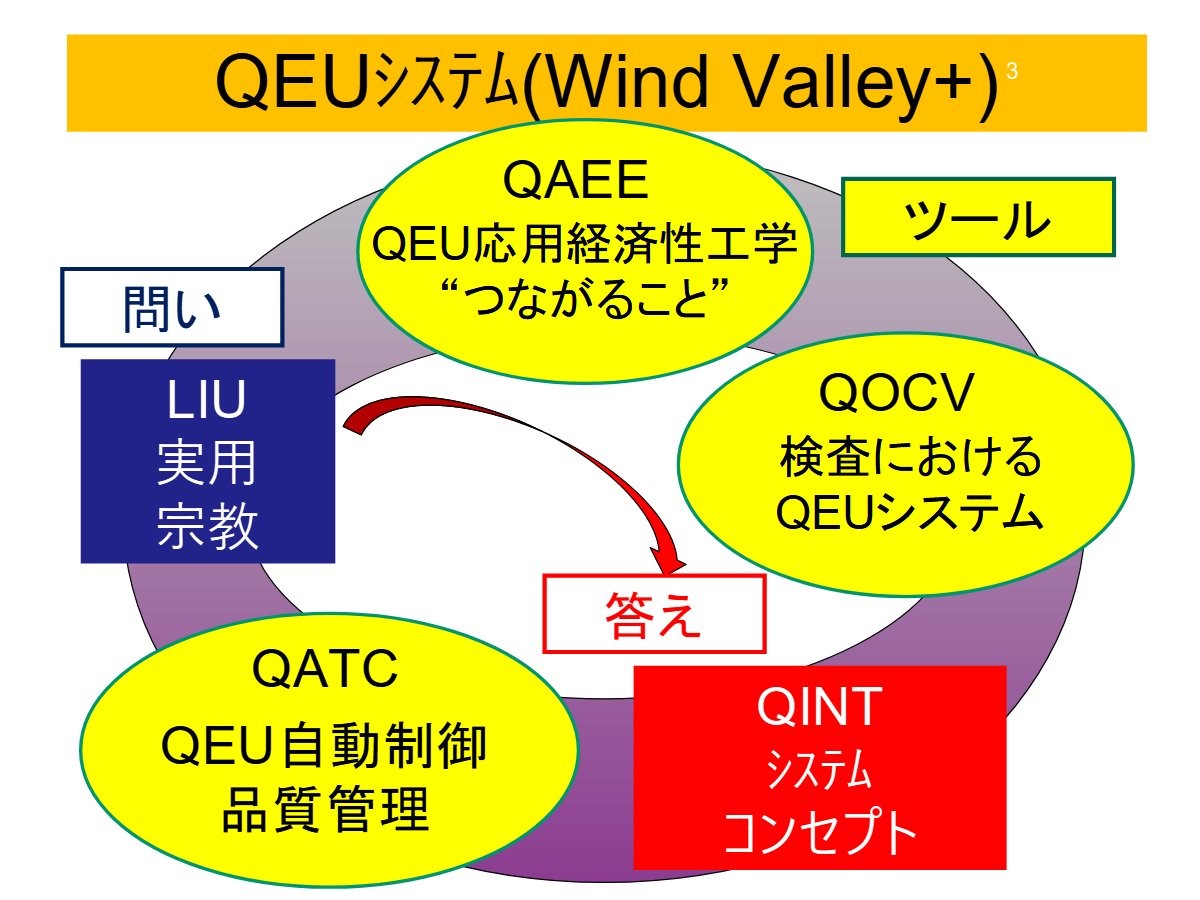 QEUｼｽﾃﾑ(Wind Valley+)
3
QAEE
QEU応用経済性工学
“つながること”
ツール
問い
LIU
実用
宗教
QOCV
検査における
QEUシステム
答え
QATC
QEU自動制御
品質管理
QINT
ｼｽﾃﾑ
コンセプト